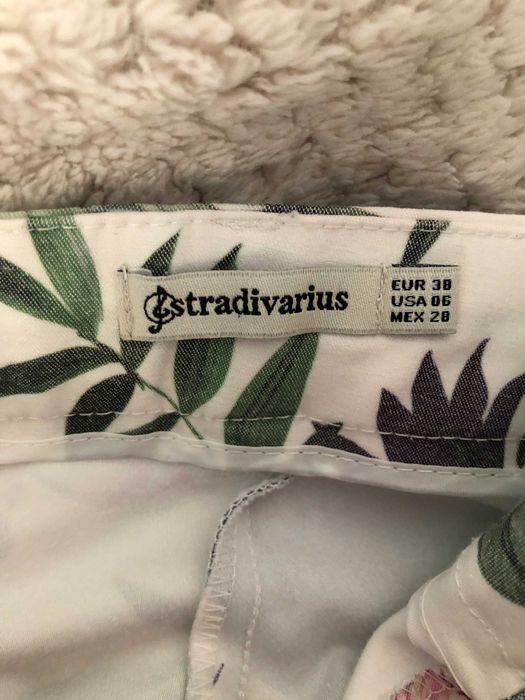 stradivarius
EUR 38
USA 06
MEX 28